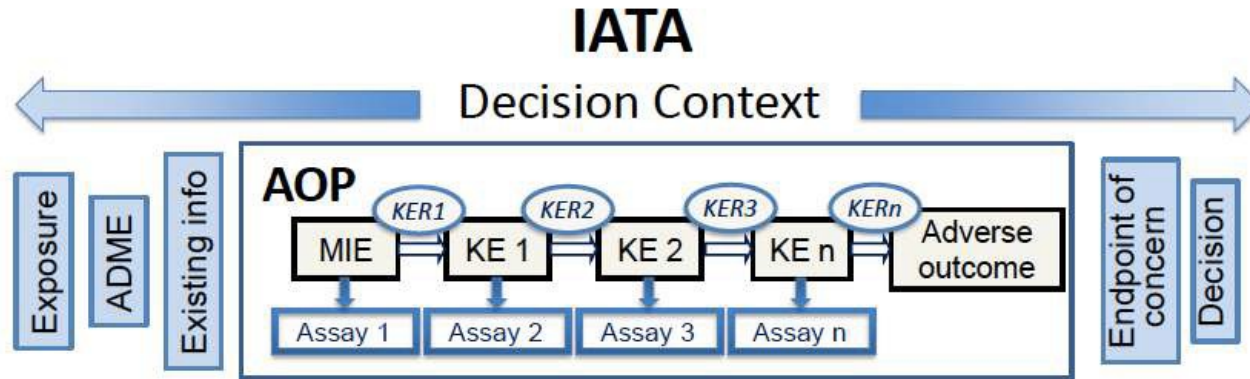 IATA
Decision Context
Exposure
ADME
Existing info
AOP
KER1
KER2
KER3
KERn
MIE
KE 1
KE 2
KE n
Adverse
outcome
Assay 1
Assay 2
Assay 3
Assay n
Endpoint of
concern
Decision